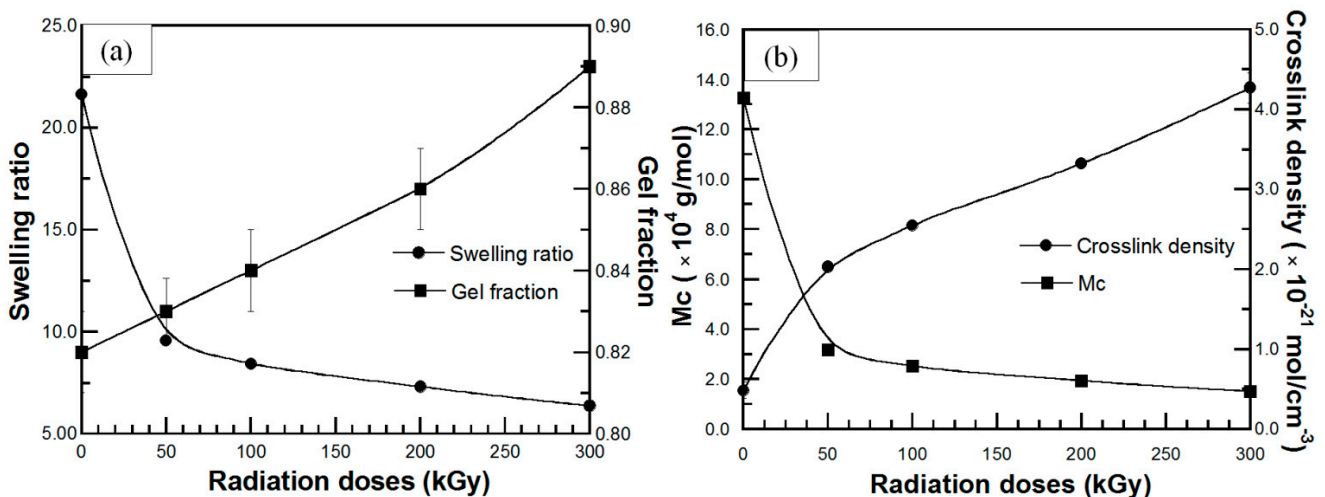 (a)
Swelling ratio
25.0
20.0
15.0
10.0
5.00
0.90
0.88
0.86
0.84
0.82
0.80
Gel fraction
Swelling ratio
Gel fraction
0 50 100 150 200 250 300
Radiation doses (kGy)
(b)
Mc ( × 10⁴ g/mol)
16.0
14.0
12.0
10.0
8.0
6.0
4.0
2.0
0.0
5.0
4.0
3.0
2.0
1.0
0.0
Crosslink density ( × 10⁻²¹ mol/cm⁻³)
Crosslink density
Mc
0 50 100 150 200 250 300
Radiation doses (kGy)